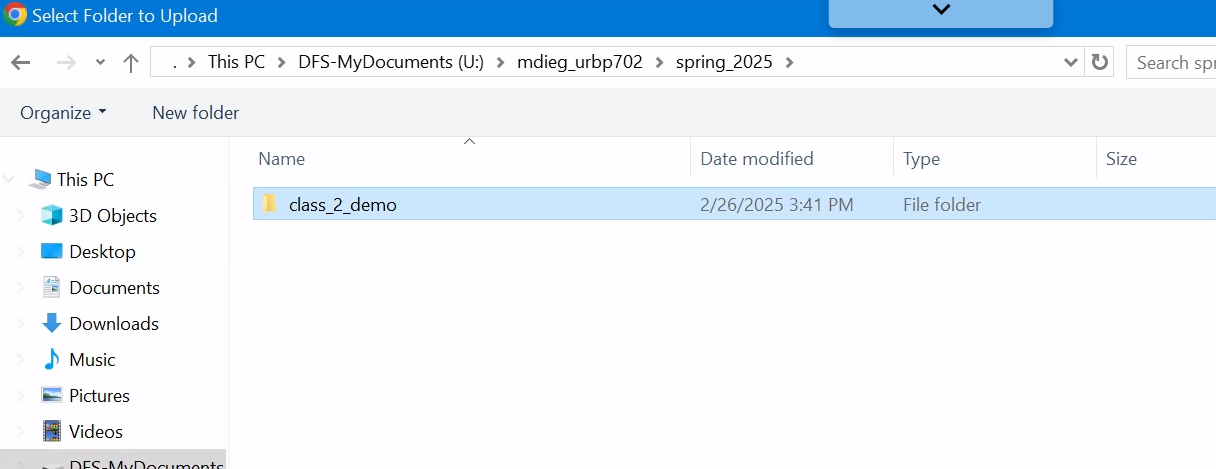 Select Folder to Upload
. > This PC > DFS-MyDocuments (U:) > mdieg_urbp702 > spring_2025 >
Search spr
Organize New folder
Name Date modified Type Size
This PC
class_2_demo 2/26/2025 3:41 PM File folder
3D Objects
Desktop
Documents
Downloads
Music
Pictures
Videos
DFS-MyDocuments